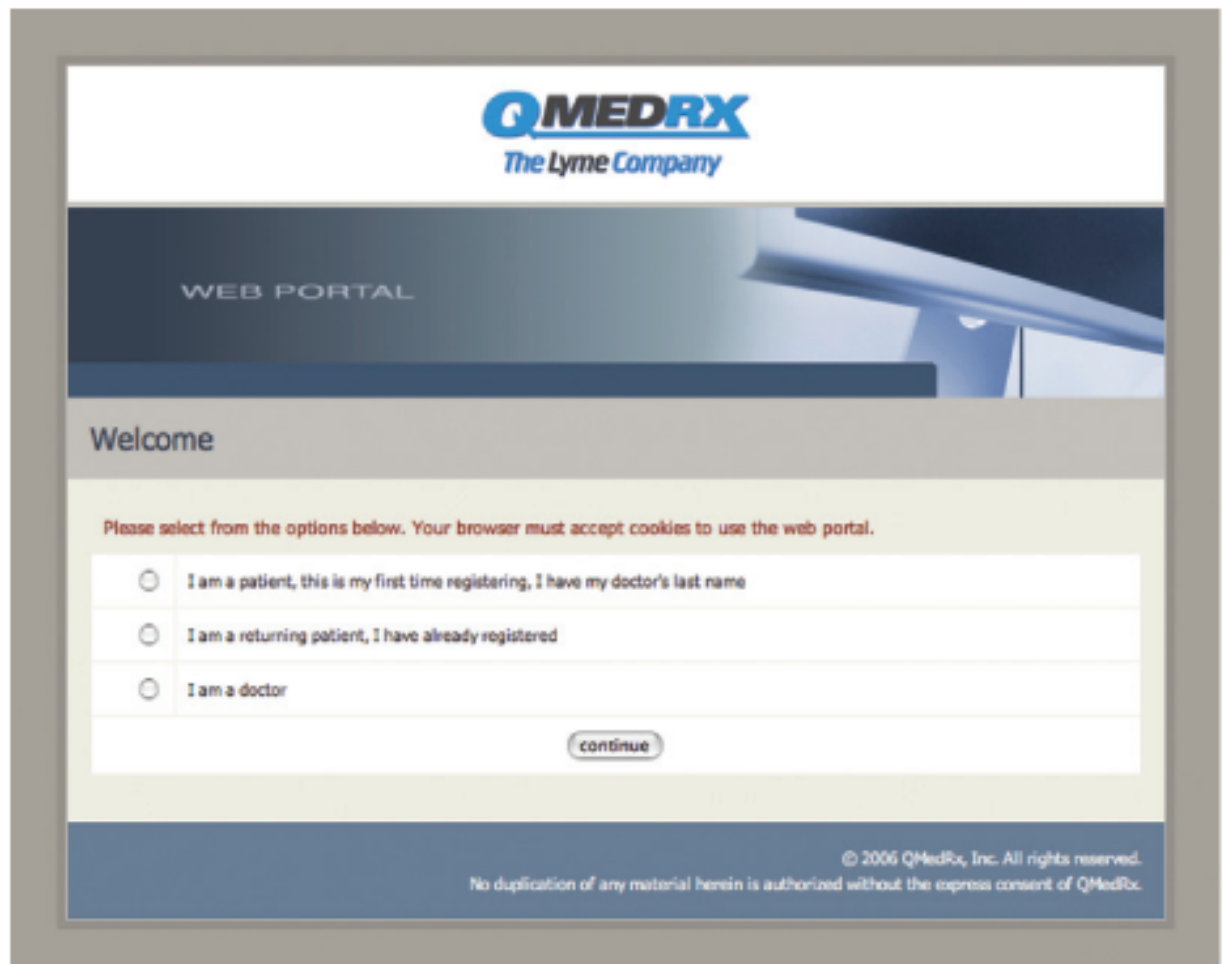 QMEDRX
The Lyme Company
WEB PORTAL
Welcome
Please select from the options below. Your browser must accept cookies to use the web portal.
I am a patient, this is my first time registering, I have my doctor's last name
I am a returning patient, I have already registered
I am a doctor
continue
© 2006 QMedRx, Inc. All rights reserved.
No duplication of any material herein is authorized without the express consent of QMedRx.